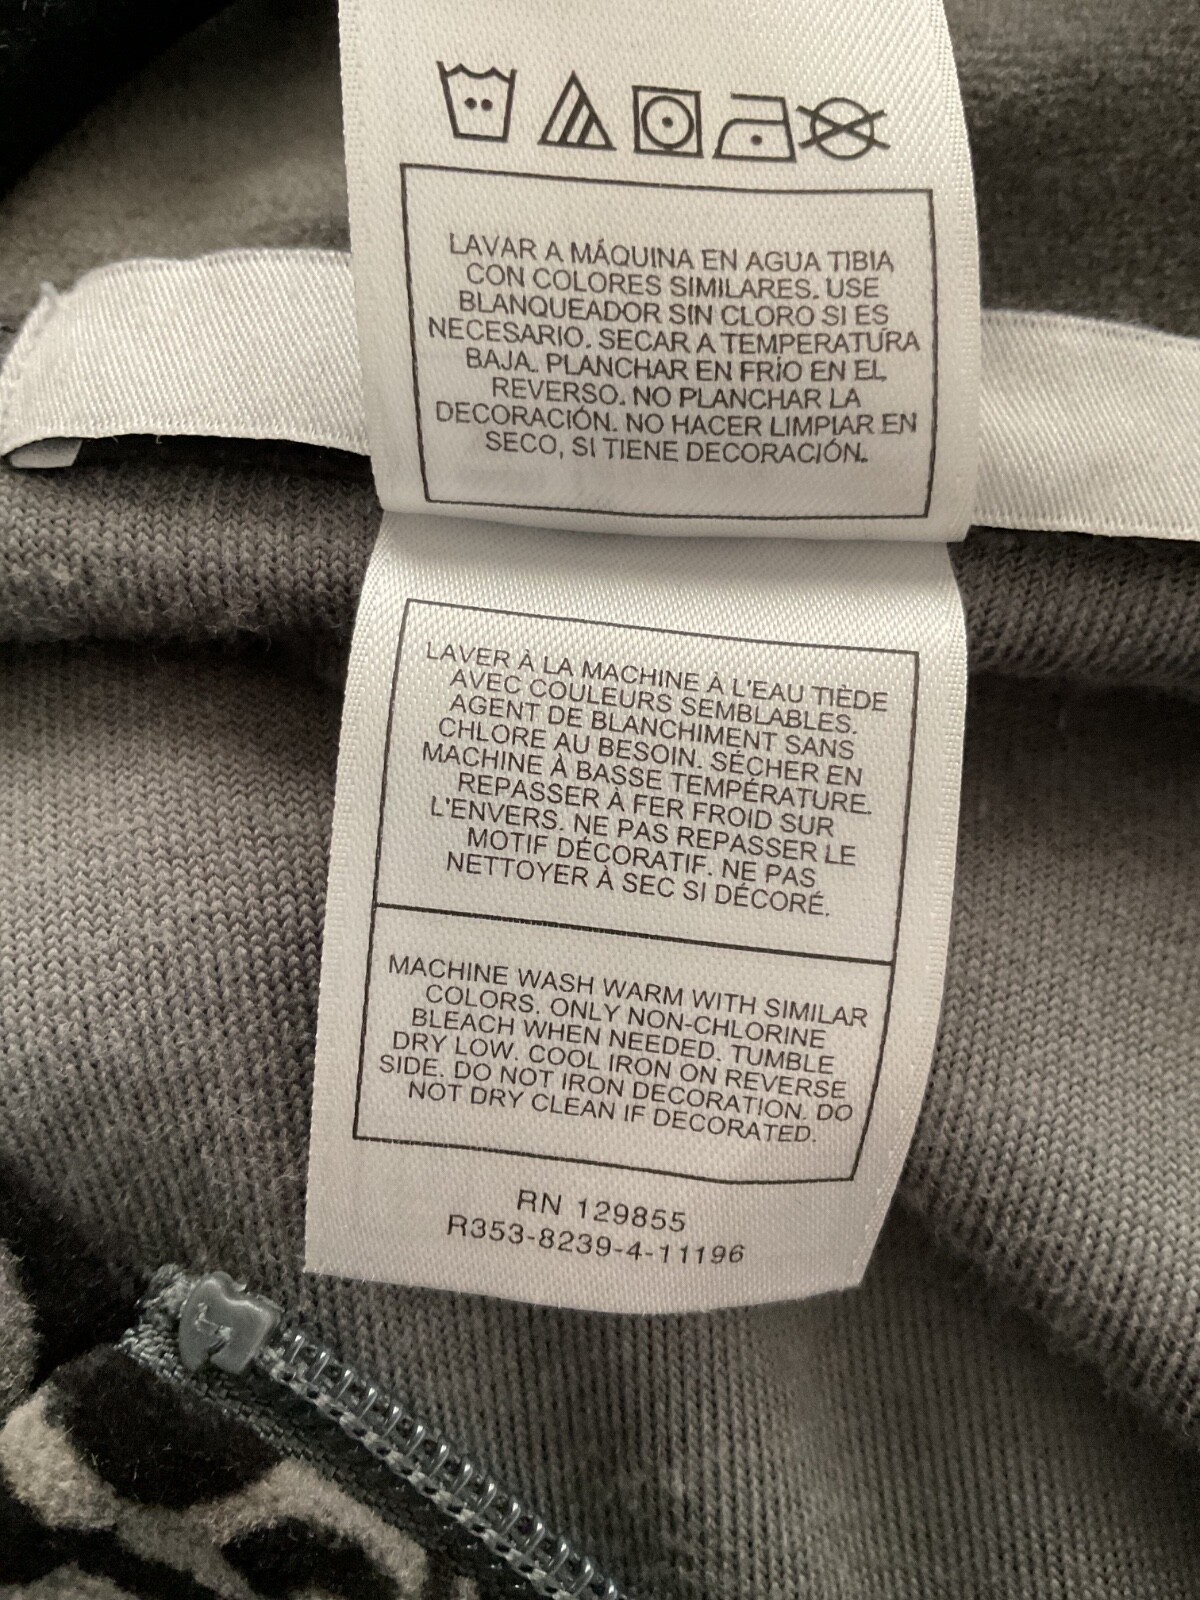 LAVAR A MÁQUINA EN AGUA TIBIA
CON COLORES SIMILARES. USE
BLANQUEADOR SIN CLORO SI ES
NECESARIO. SECAR A TEMPERATURA
BAJA. PLANCHAR EN FRÍO EN EL
REVERSO. NO PLANCHAR LA
DECORACIÓN. NO HACER LIMPIAR EN
SECO, SI TIENE DECORACIÓN.
LAVER À LA MACHINE À L'EAU TIÈDE
AVEC COULEURS SEMBLABLES.
AGENT DE BLANCHIMENT SANS
CHLORE AU BESOIN. SÉCHER EN
MACHINE À BASSE TEMPÉRATURE.
REPASSER À FER FROID SUR
L'ENVERS. NE PAS REPASSER LE
MOTIF DÉCORATIF. NE PAS
NETTOYER À SEC SI DÉCORÉ.
MACHINE WASH WARM WITH SIMILAR
COLORS. ONLY NON-CHLORINE
BLEACH WHEN NEEDED. TUMBLE
DRY LOW. COOL IRON ON REVERSE
SIDE. DO NOT IRON DECORATION. DO
NOT DRY CLEAN IF DECORATED.
RN 129855
R353-8239-4-11196